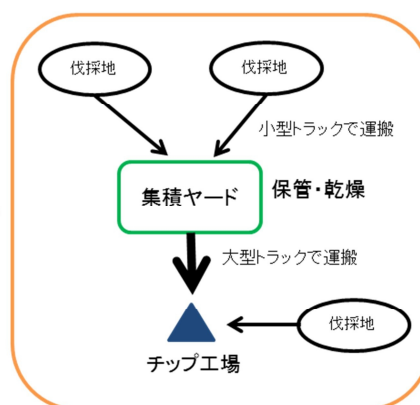 伐採地
伐採地
小型トラックで運搬
集積ヤード
保管・乾燥
大型トラックで運搬
伐採地
チップ工場